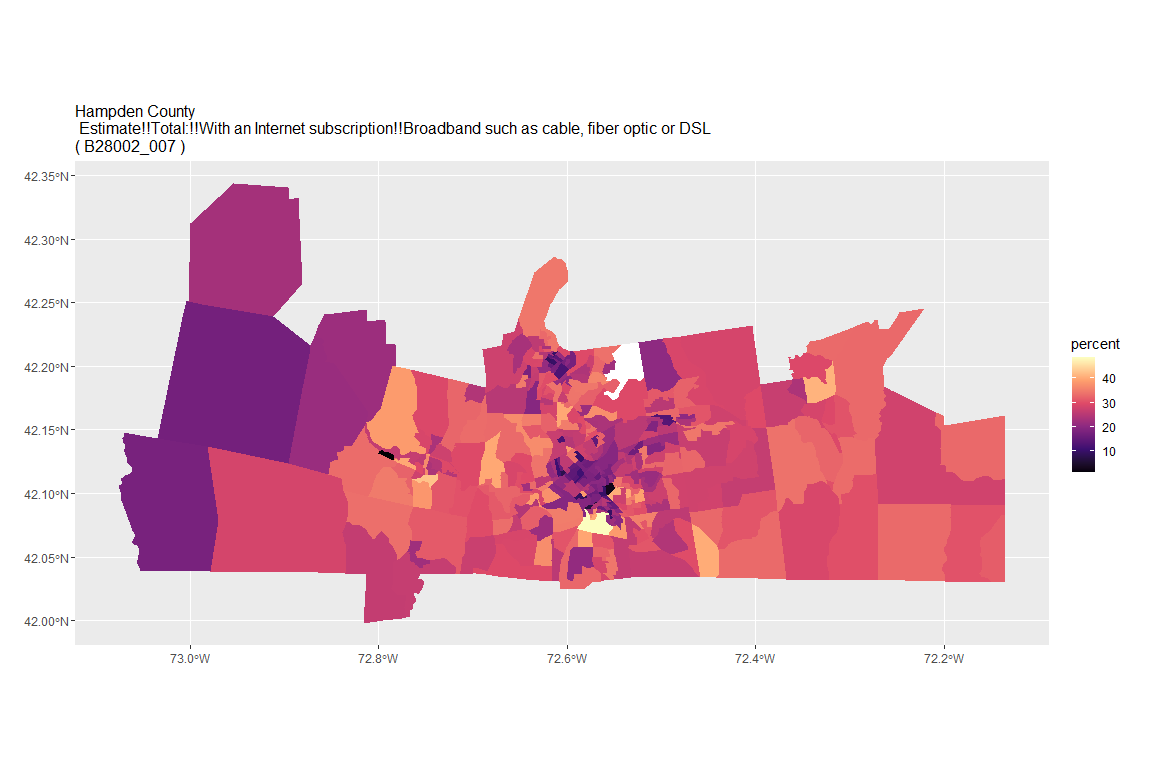 Hampden County
Estimate!!Total:!!With an Internet subscription!!Broadband such as cable, fiber optic or DSL
( B28002_007 )
42.35°N
42.30°N
42.25°N
42.20°N
42.15°N
42.10°N
42.05°N
42.00°N
73.0°W
72.8°W
72.6°W
72.4°W
72.2°W
percent
40
30
20
10